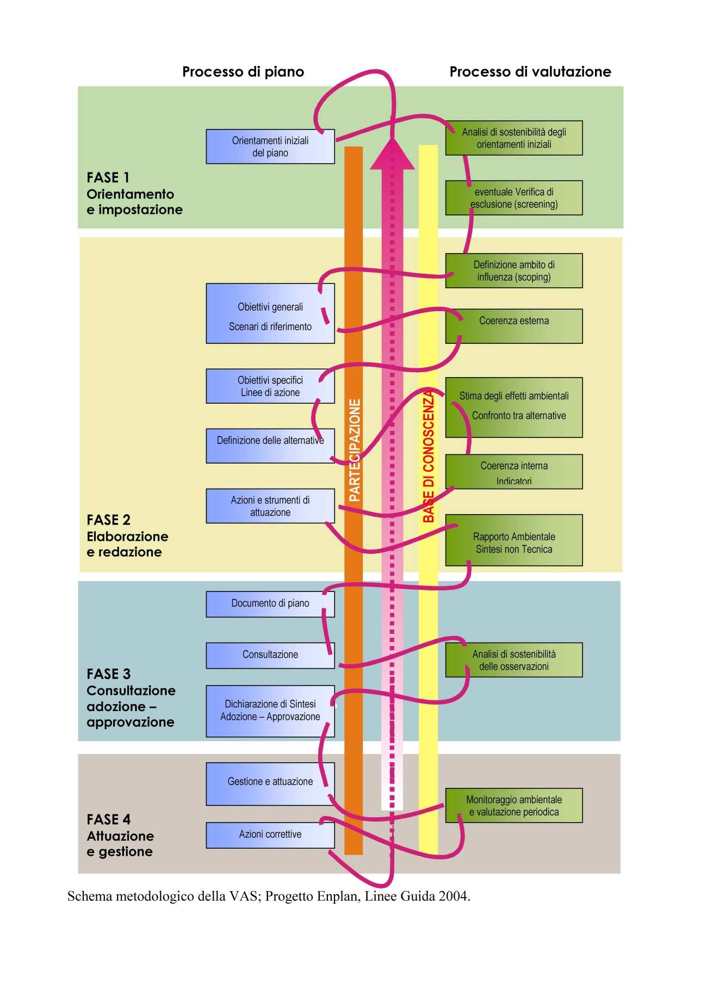 Processo di piano
Processo di valutazione
FASE 1
Orientamento
e impostazione
Orientamenti iniziali
del piano
Analisi di sostenibilità degli
orientamenti iniziali
eventuale Verifica di
esclusione (screening)
FASE 2
Elaborazione
e redazione
Definizione ambito di
influenza (scoping)
Obiettivi generali
Scenari di riferimento
Coerenza esterna
Obiettivi specifici
Linee di azione
Definizione delle alternative
Stima degli effetti ambientali
Confronto tra alternative
Coerenza interna
Indicatori
Azioni e strumenti di
attuazione
Rapporto Ambientale
Sintesi non Tecnica
PARTECIPAZIONE
BASE DI CONOSCENZA
FASE 3
Consultazione
adozione –
approvazione
Documento di piano
Consultazione
Analisi di sostenibilità
delle osservazioni
Dichiarazione di Sintesi
Adozione – Approvazione
FASE 4
Attuazione
e gestione
Gestione e attuazione
Monitoraggio ambientale
e valutazione periodica
Azioni correttive
Schema metodologico della VAS; Progetto Enplan, Linee Guida 2004.